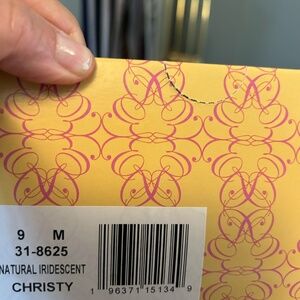 9 M
31-8625
NATURAL IRIDESCENT
CHRISTY
1 96371 15134 9